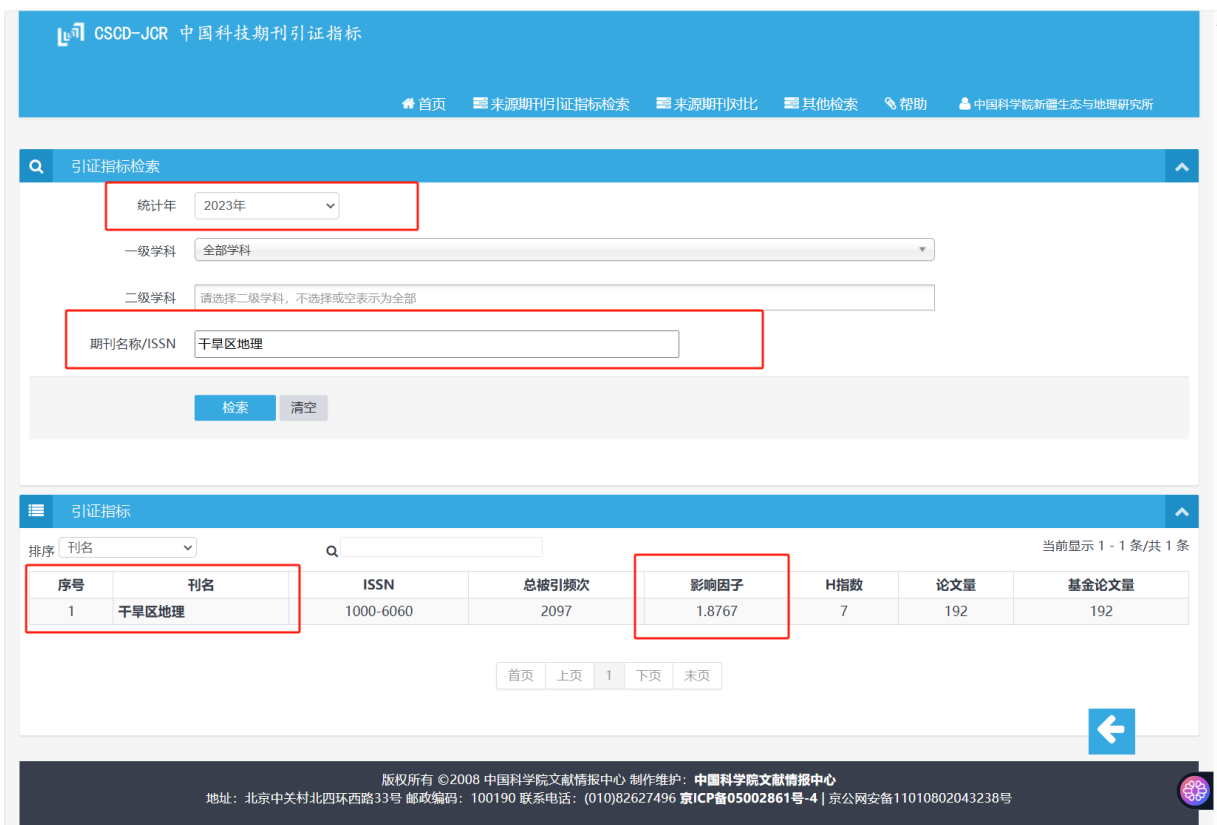 CSCD-JCR 中国科技期刊引证指标
首页 来源期刊引证指标检索 来源期刊对比 其他检索 帮助 中国科学院新疆生态与地理研究所
引证指标检索
统计年 2023年
一级学科 全部学科
二级学科 请选择二级学科，不选择或空表示为全部
期刊名称/ISSN 干旱区地理
检索 清空
引证指标
排序 刊名 当前显示 1 - 1 条/共 1 条
序号 刊名 ISSN 总被引频次 影响因子 H指数 论文量 基金论文量
1 干旱区地理 1000-6060 2097 1.8767 7 192 192
首页 上页 1 下页 末页
版权所有 ©2008 中国科学院文献情报中心 制作维护：中国科学院文献情报中心
地址：北京中关村北四环西路33号 邮政编码：100190 联系电话：(010)82627496 京ICP备05002861号-4 | 京公网安备11010802043238号